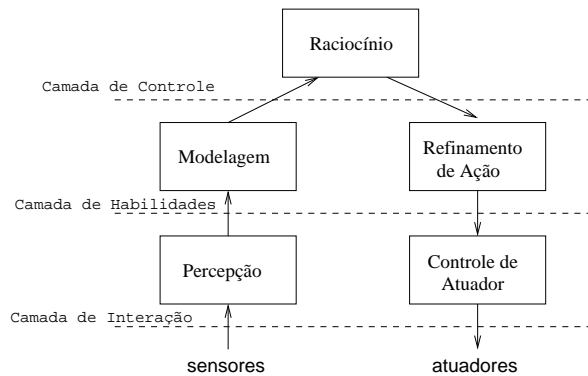 Raciocínio
Camada de Controle
Modelagem
Refinamento
de Ação
Camada de Habilidades
Percepção
Controle de
Atuador
Camada de Interação
sensores
atuadores